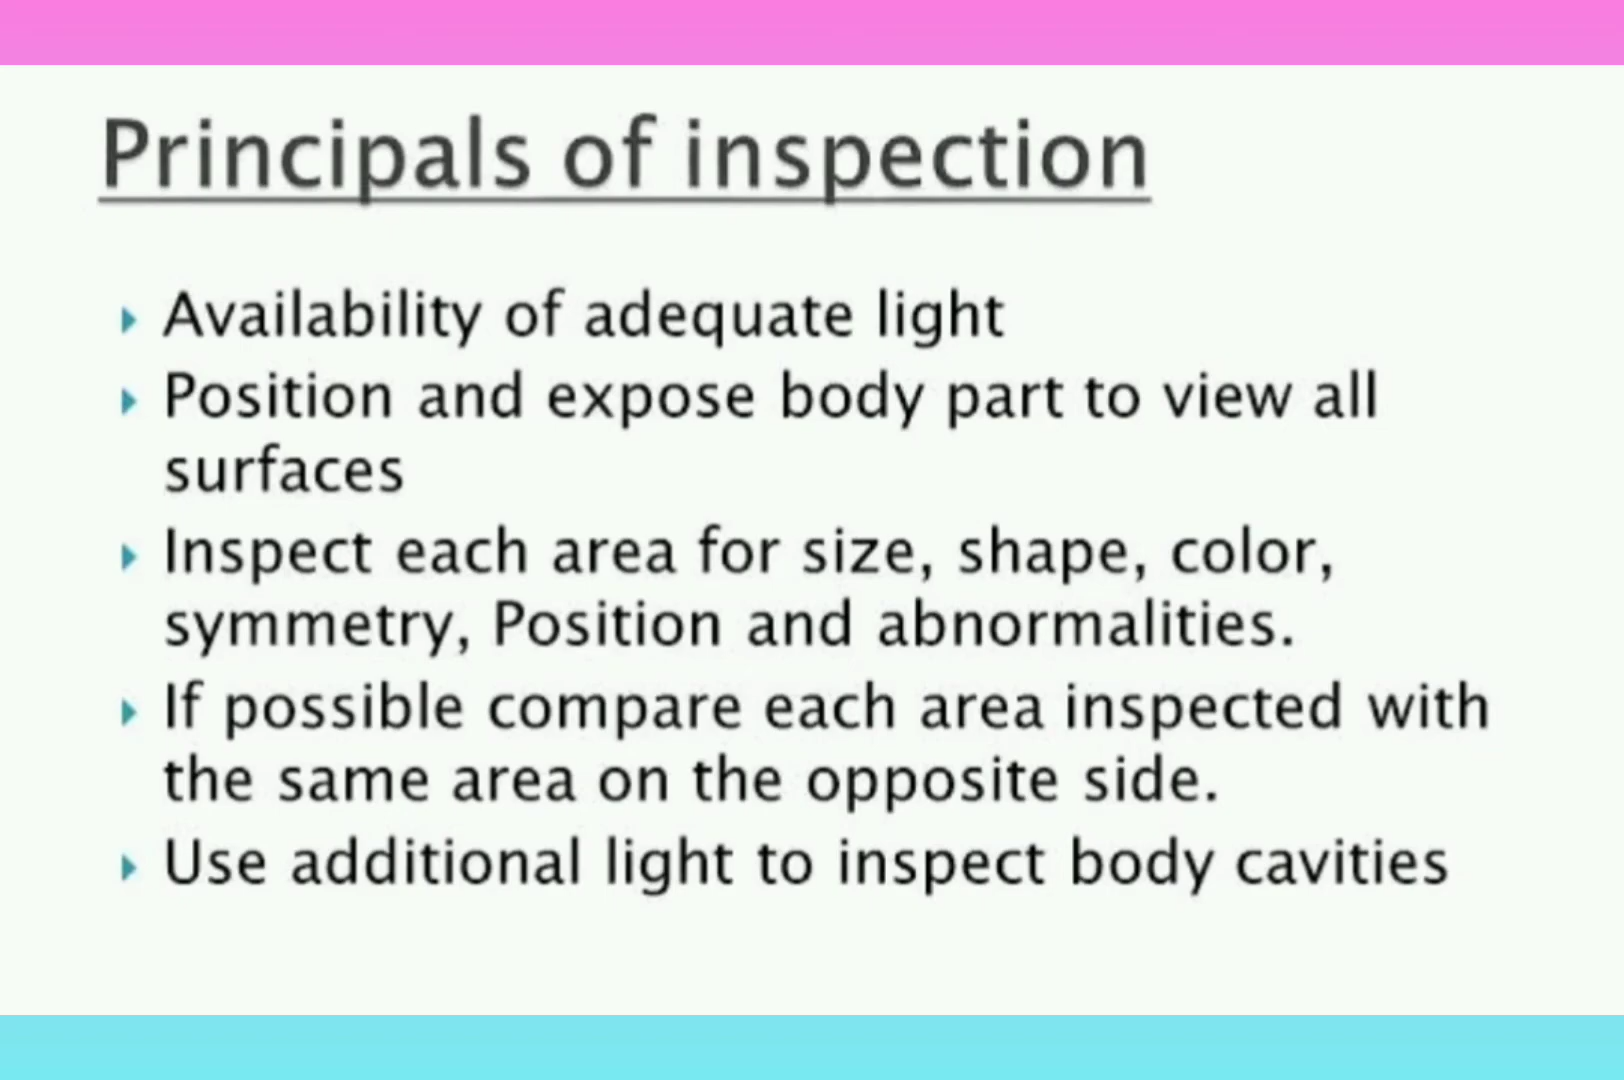 Principals of inspection
Availability of adequate light
Position and expose body part to view all
surfaces
Inspect each area for size, shape, color,
symmetry, Position and abnormalities.
If possible compare each area inspected with
the same area on the opposite side.
Use additional light to inspect body cavities